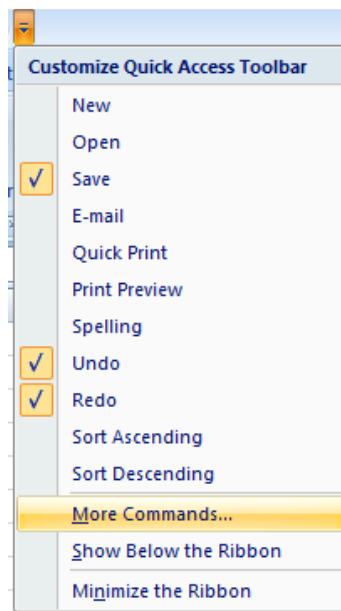 Customize Quick Access Toolbar
New
Open
Save
E-mail
Quick Print
Print Preview
Spelling
Undo
Redo
Sort Ascending
Sort Descending
More Commands...
Show Below the Ribbon
Minimize the Ribbon